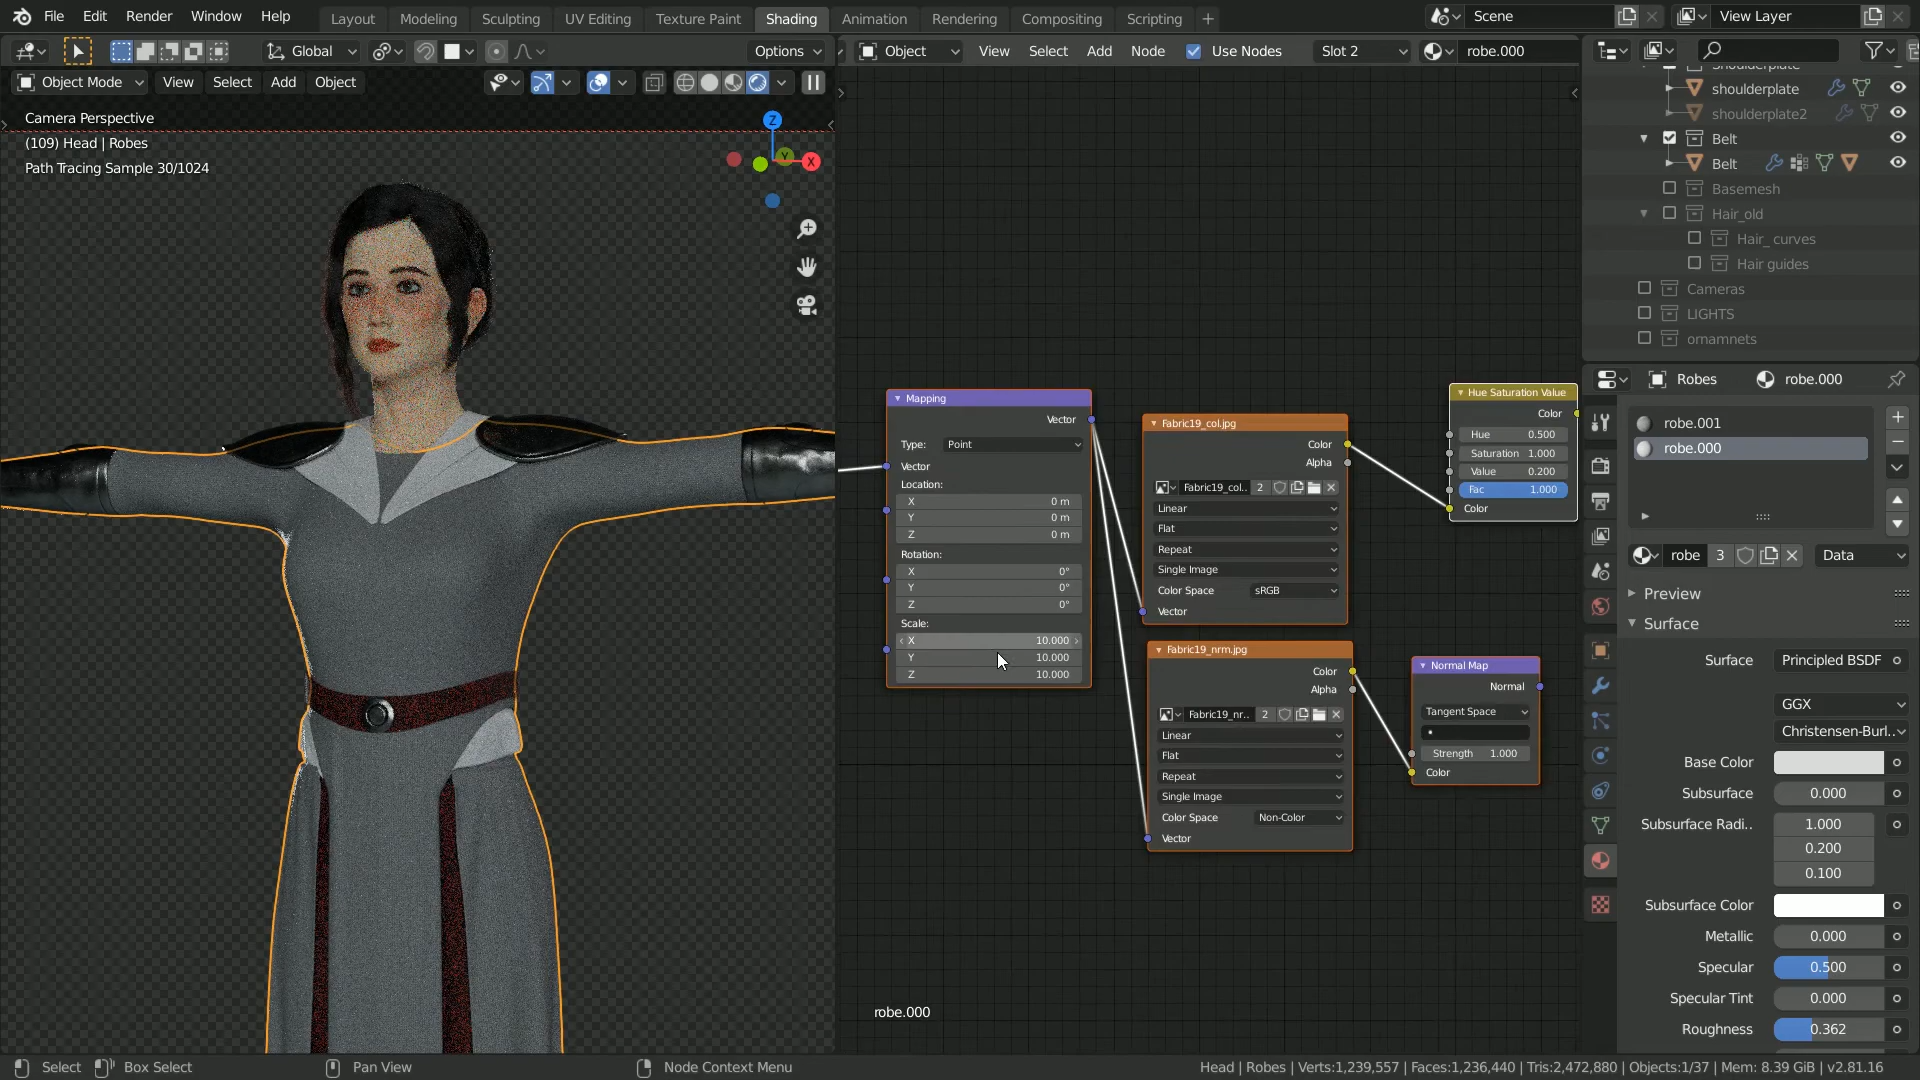 File Edit Render Window Help Layout Modeling Sculpting UV Editing Texture Paint Shading Animation Rendering Compositing Scripting + Scene View Layer
Global Options Object View Select Add Node Use Nodes Slot 2 robe.000
Object Mode View Select Add Object
Camera Perspective
(109) Head | Robes
Path Tracing Sample 30/1024
Z
Y
X
Mapping
Vector
Type: Point
Vector
Location:
X 0 m
Y 0 m
Z 0 m
Rotation:
X 0°
Y 0°
Z 0°
Scale:
X 10.000
Y 10.000
Z 10.000
Fabric19_col.jpg
Color
Alpha
Fabric19_col.. 2
Linear
Flat
Repeat
Single Image
Color Space sRGB
Vector
Fabric19_nrm.jpg
Color
Alpha
Fabric19_nr.. 2
Linear
Flat
Repeat
Single Image
Color Space Non-Color
Vector
Hue Saturation Value
Color
Hue 0.500
Saturation 1.000
Value 0.200
Fac 1.000
Color
Normal Map
Normal
Tangent Space
Strength 1.000
Color
robe.000
Shoulderplate
shoulderplate
shoulderplate2
Belt
Belt
Basemesh
Hair_old
Hair_ curves
Hair guides
Cameras
LIGHTS
ornamnets
Robes robe.000
robe.001
robe.000
robe 3 Data
Preview
Surface
Surface Principled BSDF
GGX
Christensen-Burl..
Base Color
Subsurface 0.000
Subsurface Radi.. 1.000
0.200
0.100
Subsurface Color
Metallic 0.000
Specular 0.500
Specular Tint 0.000
Roughness 0.362
Select Box Select Pan View Node Context Menu Head | Robes | Verts:1,239,557 | Faces:1,236,440 | Tris:2,472,880 | Objects:1/37 | Mem: 8.39 GiB | v2.81.16